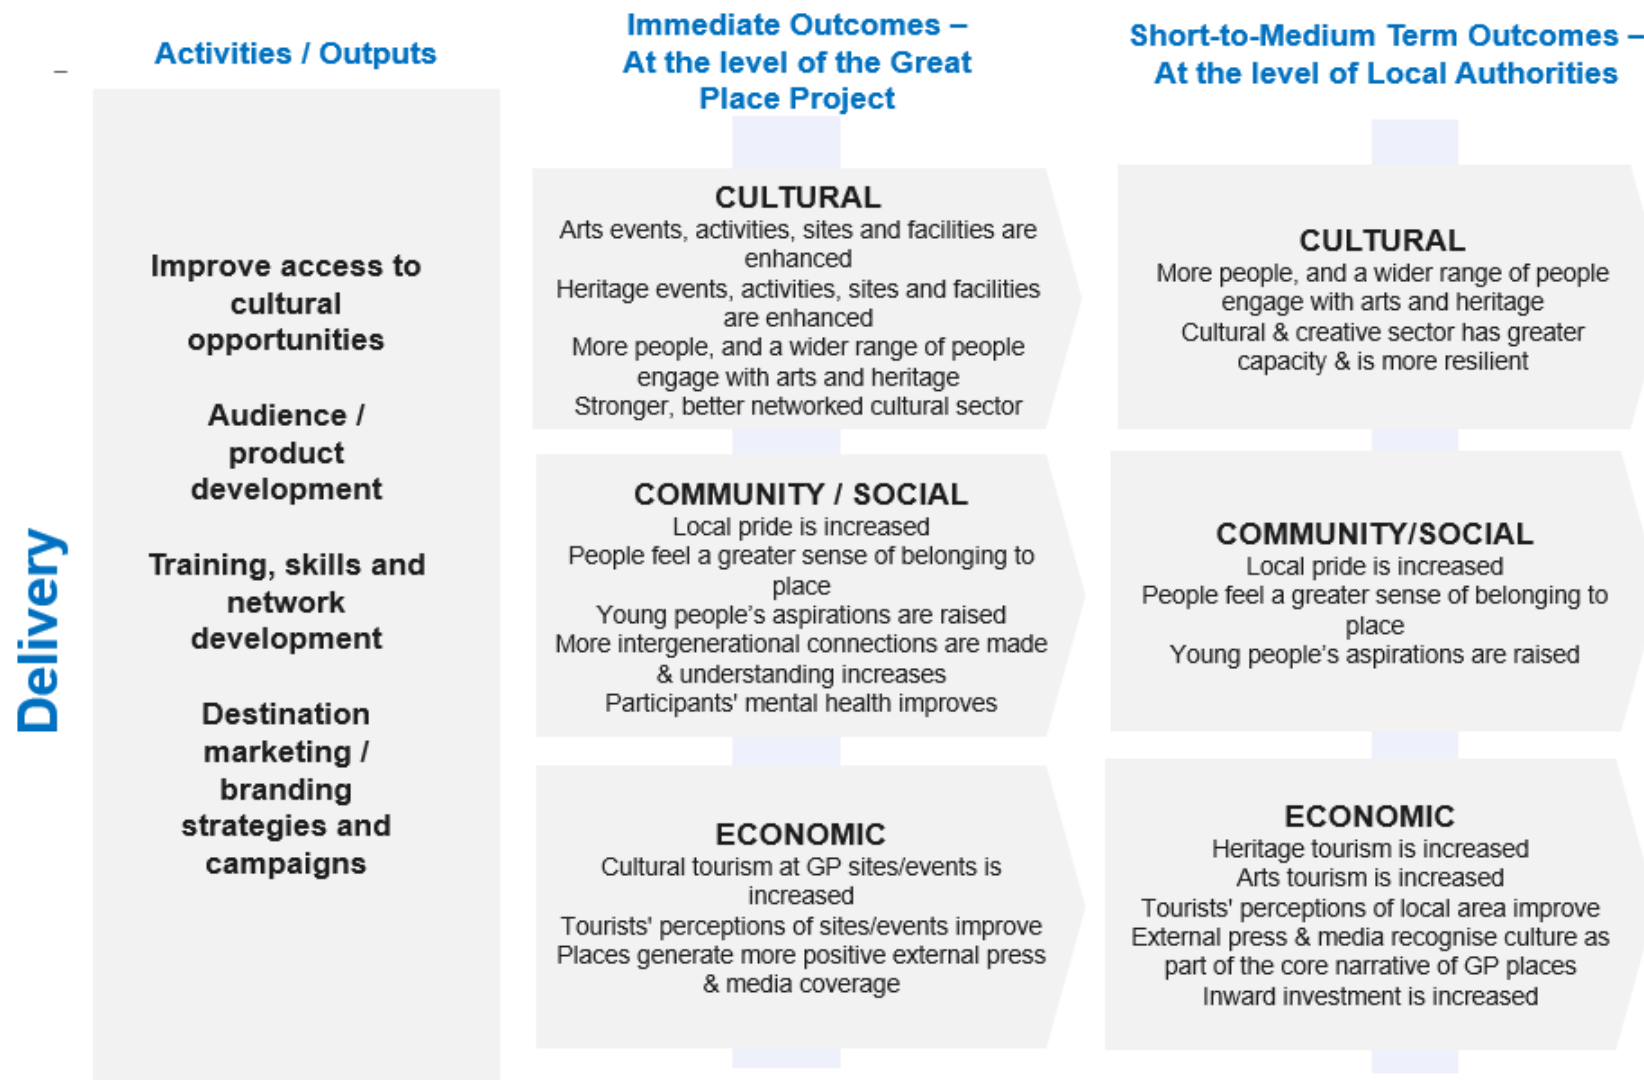 Delivery
Activities / Outputs
Improve access to
cultural
opportunities
Audience /
product
development
Training, skills and
network
development
Destination
marketing /
branding
strategies and
campaigns
Immediate Outcomes –
At the level of the Great
Place Project
CULTURAL
Arts events, activities, sites and facilities are
enhanced
Heritage events, activities, sites and facilities
are enhanced
More people, and a wider range of people
engage with arts and heritage
Stronger, better networked cultural sector
COMMUNITY / SOCIAL
Local pride is increased
People feel a greater sense of belonging to
place
Young people’s aspirations are raised
More intergenerational connections are made
& understanding increases
Participants' mental health improves
ECONOMIC
Cultural tourism at GP sites/events is
increased
Tourists' perceptions of sites/events improve
Places generate more positive external press
& media coverage
Short-to-Medium Term Outcomes –
At the level of Local Authorities
CULTURAL
More people, and a wider range of people
engage with arts and heritage
Cultural & creative sector has greater
capacity & is more resilient
COMMUNITY/SOCIAL
Local pride is increased
People feel a greater sense of belonging to
place
Young people’s aspirations are raised
ECONOMIC
Heritage tourism is increased
Arts tourism is increased
Tourists' perceptions of local area improve
External press & media recognise culture as
part of the core narrative of GP places
Inward investment is increased